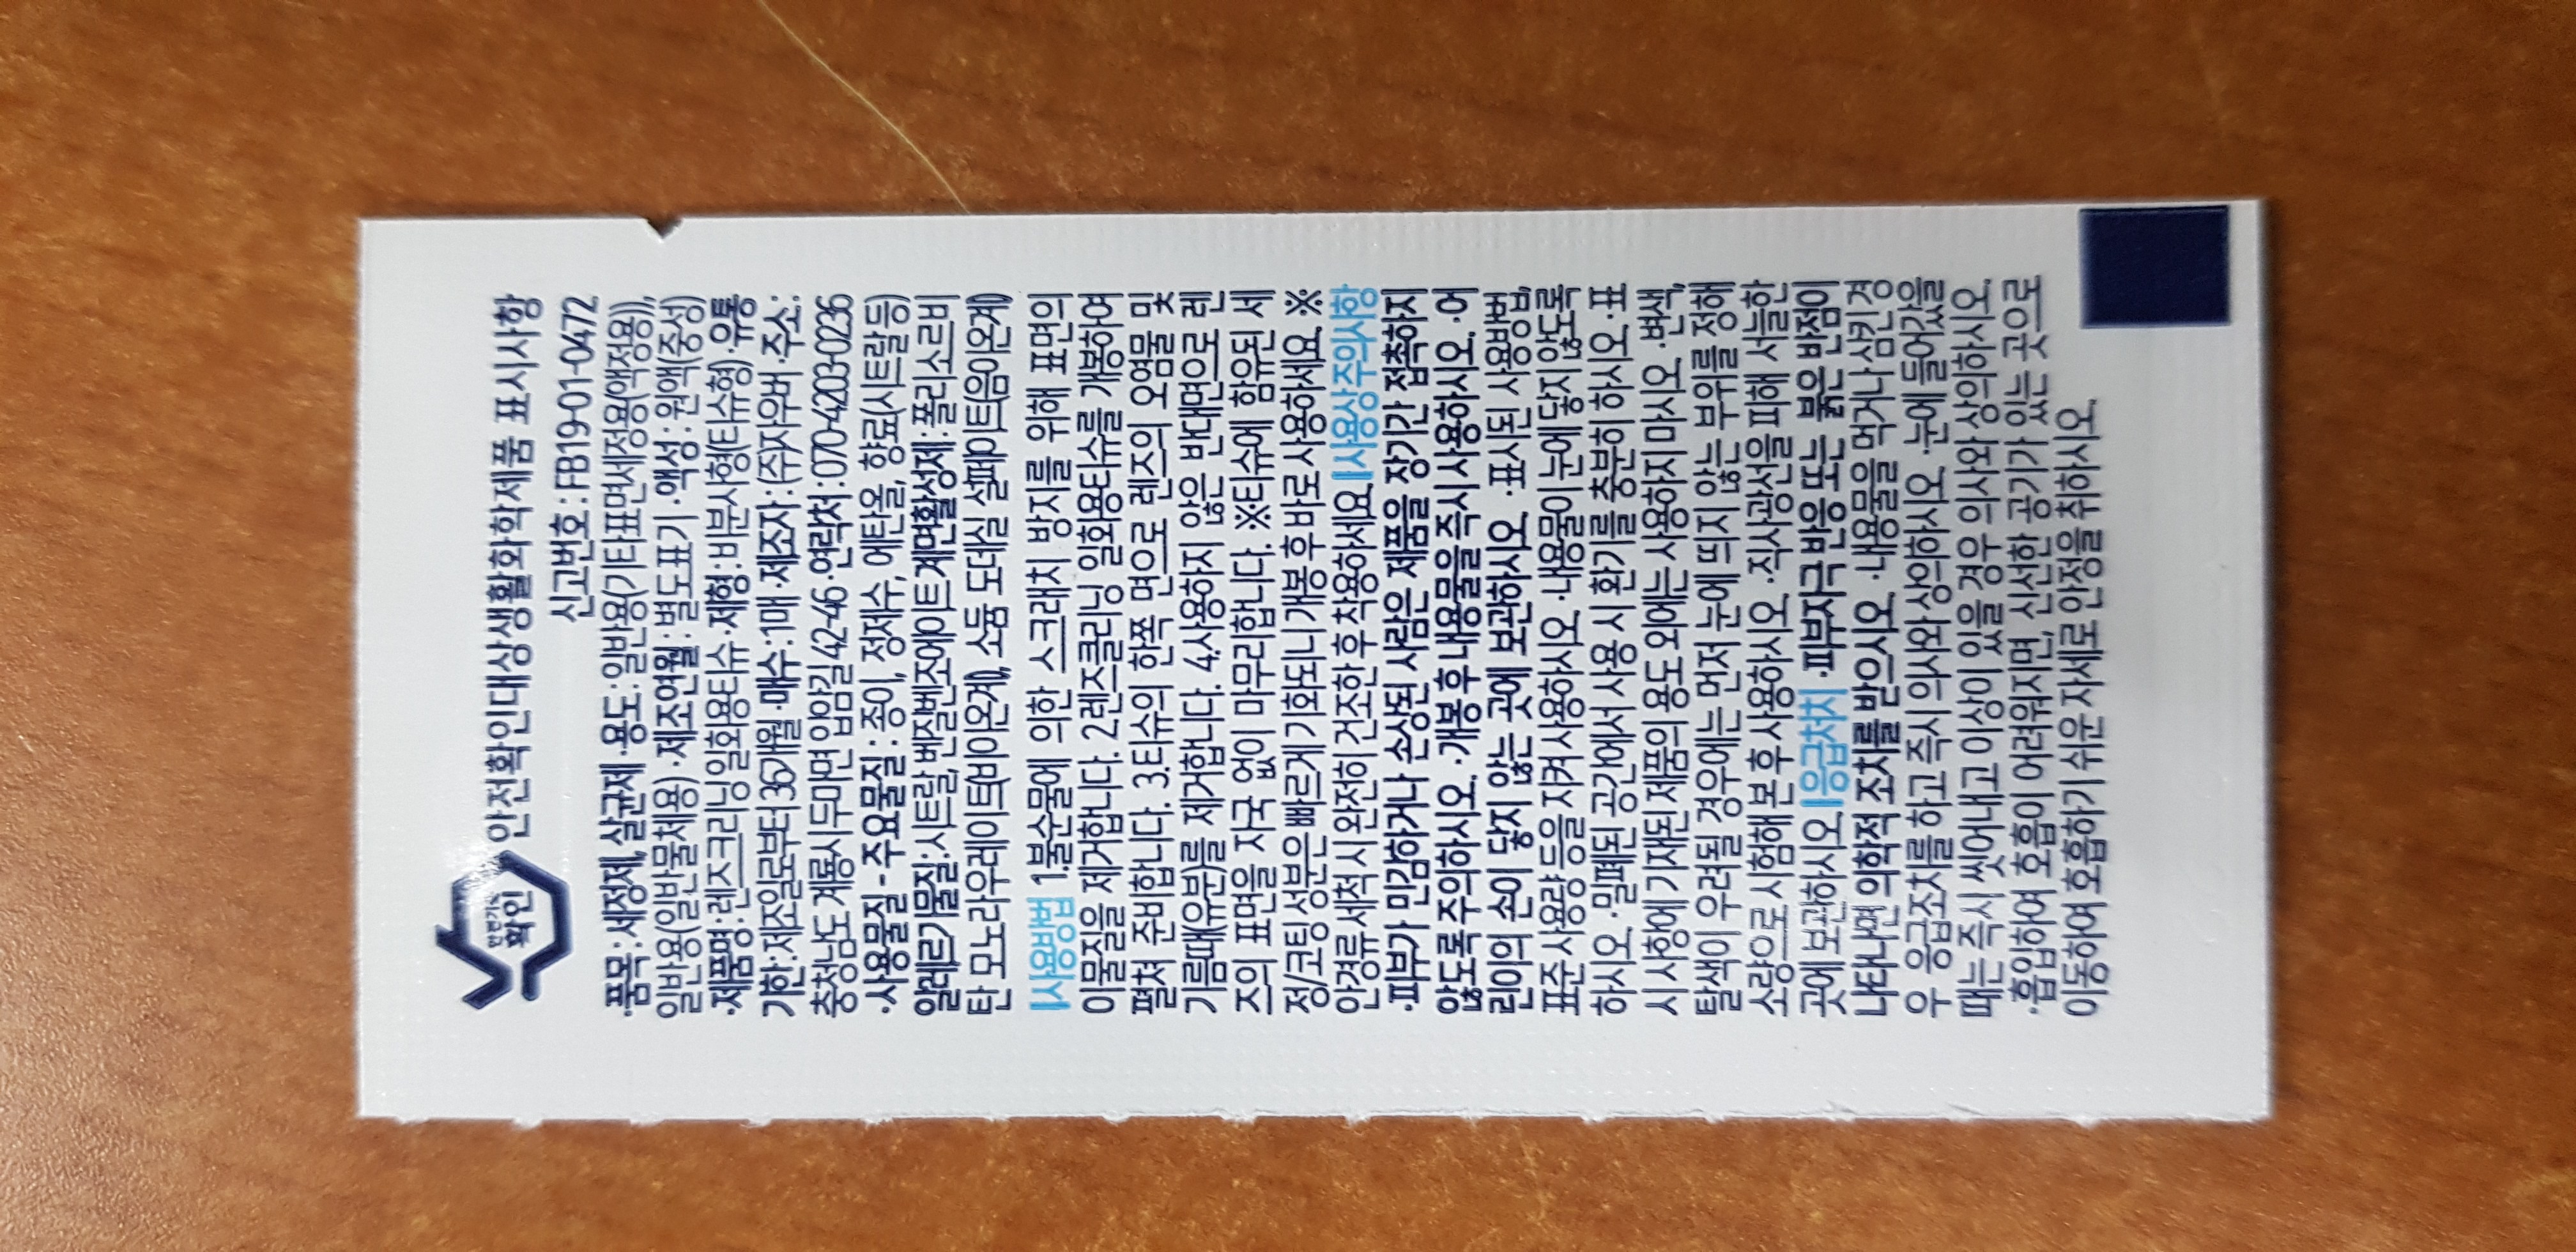 안전기준
확인
안전확인대상생활화학제품 표시사항
신고번호 : FB19-01-0472
·품목 : 세정제, 살균제 ·용도 : 일반용(기타표면세정용(액정용)),
일반용(일반물체용) ·제조연월 : 별도표기 ·액성 : 원액(중성)
·제품명 : 렌즈크리닝 일회용티슈 ·제형 : 비분사형(티슈형) ·유통
기한 : 제조일로부터 36개월 ·매수 : 1매 ·제조자 : (주)자우버 ·주소 :
충청남도 계룡시 두마면 입암길 42-46 ·연락처 : 070-4203-0236
·사용물질 - 주요물질 : 종이, 정제수, 에탄올, 향료(시트랄 등)
알레르기물질 : 시트랄, 벤질벤조에이트 계면활성제 : 폴리소르비
탄 모노라우레이트(비이온계), 소듐 도데실 설페이트(음이온계)
[사용방법] 1.불순물에 의한 스크래치 방지를 위해 표면의
이물질을 제거합니다. 2.렌즈클리닝 일회용티슈를 개봉하여
펼쳐 준비합니다. 3.티슈의 한쪽 면으로 렌즈의 오염물 및
기름때(유분)를 제거합니다. 4.사용하지 않은 반대면으로 렌
즈의 표면을 자국 없이 마무리합니다. ※티슈에 함유된 세
정/코팅 성분은 빠르게 기화되니 개봉 후 바로 사용하세요. ※
안경류 세척 시 완전히 건조한 후 착용하세요. [사용상 주의사항]
·피부가 민감하거나 손상된 사람은 제품을 장기간 접촉하지
않도록 주의하시오. ·개봉 후 내용물을 즉시 사용하시오. ·어
린이의 손이 닿지 않는 곳에 보관하시오. ·표시된 사용방법,
표준사용량 등을 지켜 사용하시오. ·내용물이 눈에 닿지 않도록
하시오. ·밀폐된 공간에서 사용 시 환기를 충분히 하시오. ·표
시사항에 기재된 제품의 용도 외에는 사용하지 마시오. ·변색,
탈색이 우려될 경우에는 먼저 눈에 띄지 않는 부위를 정해
소량으로 시험해 본 후 사용하시오. ·직사광선을 피해 서늘한
곳에 보관하시오. [응급처치] ·피부자극 반응 또는 붉은 반점이
나타나면 의학적 조치를 받으시오. ·내용물을 먹거나 삼킨 경
우 응급조치를 하고 즉시 의사와 상의하시오. ·눈에 들어갔을
때는 즉시 씻어내고 이상이 있을 경우 의사와 상의하시오.
·흡입하여 호흡이 어려워지면, 신선한 공기가 있는 곳으로
이동하여 호흡하기 쉬운 자세로 안정을 취하시오.